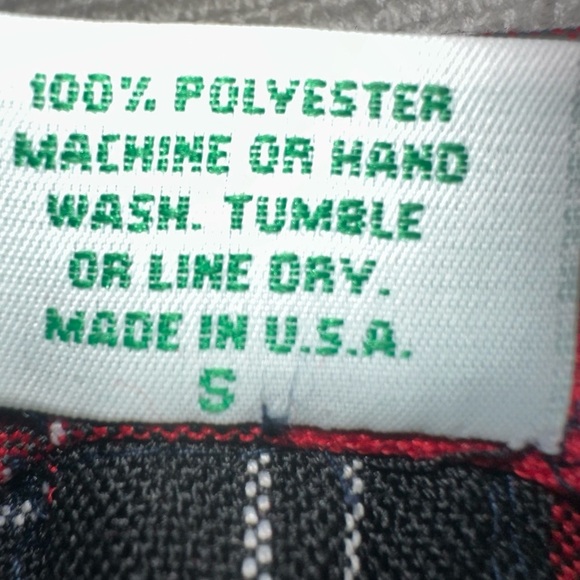 100% POLYESTER
MACHINE OR HAND
WASH. TUMBLE
OR LINE DRY.
MADE IN U.S.A.
S